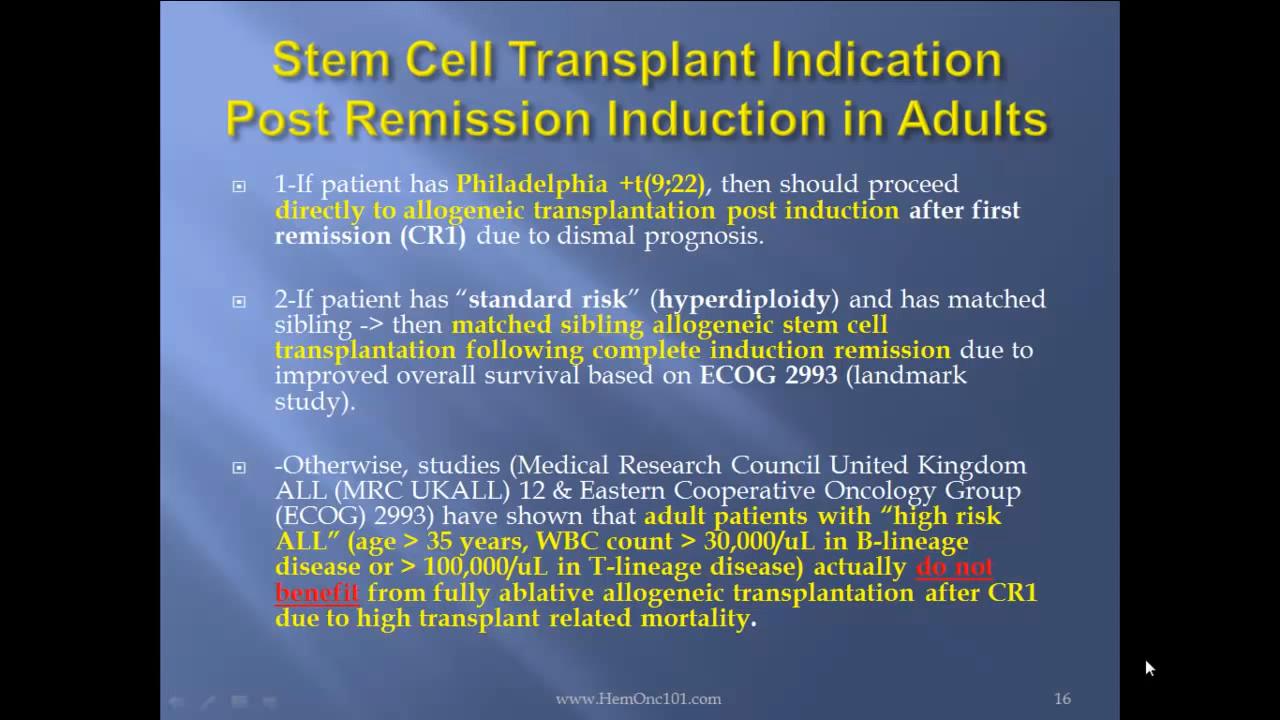 Stem Cell Transplant Indication
Post Remission Induction in Adults
1-If patient has Philadelphia +t(9;22), then should proceed
directly to allogeneic transplantation post induction after first
remission (CR1) due to dismal prognosis.
2-If patient has “standard risk” (hyperdiploidy) and has matched
sibling -> then matched sibling allogeneic stem cell
transplantation following complete induction remission due to
improved overall survival based on ECOG 2993 (landmark
study).
-Otherwise, studies (Medical Research Council United Kingdom
ALL (MRC UKALL) 12 & Eastern Cooperative Oncology Group
(ECOG) 2993) have shown that adult patients with “high risk
ALL” (age > 35 years, WBC count > 30,000/uL in B-lineage
disease or > 100,000/uL in T-lineage disease) actually do not
benefit from fully ablative allogeneic transplantation after CR1
due to high transplant related mortality.
www.HemOnc101.com 16